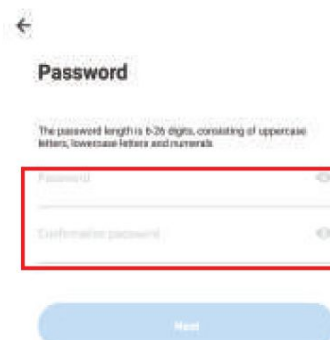 Password
The password length is 6-26 digits, consisting of uppercase
letters, lowercase letters and numerals
Password
Confirmation password
Next